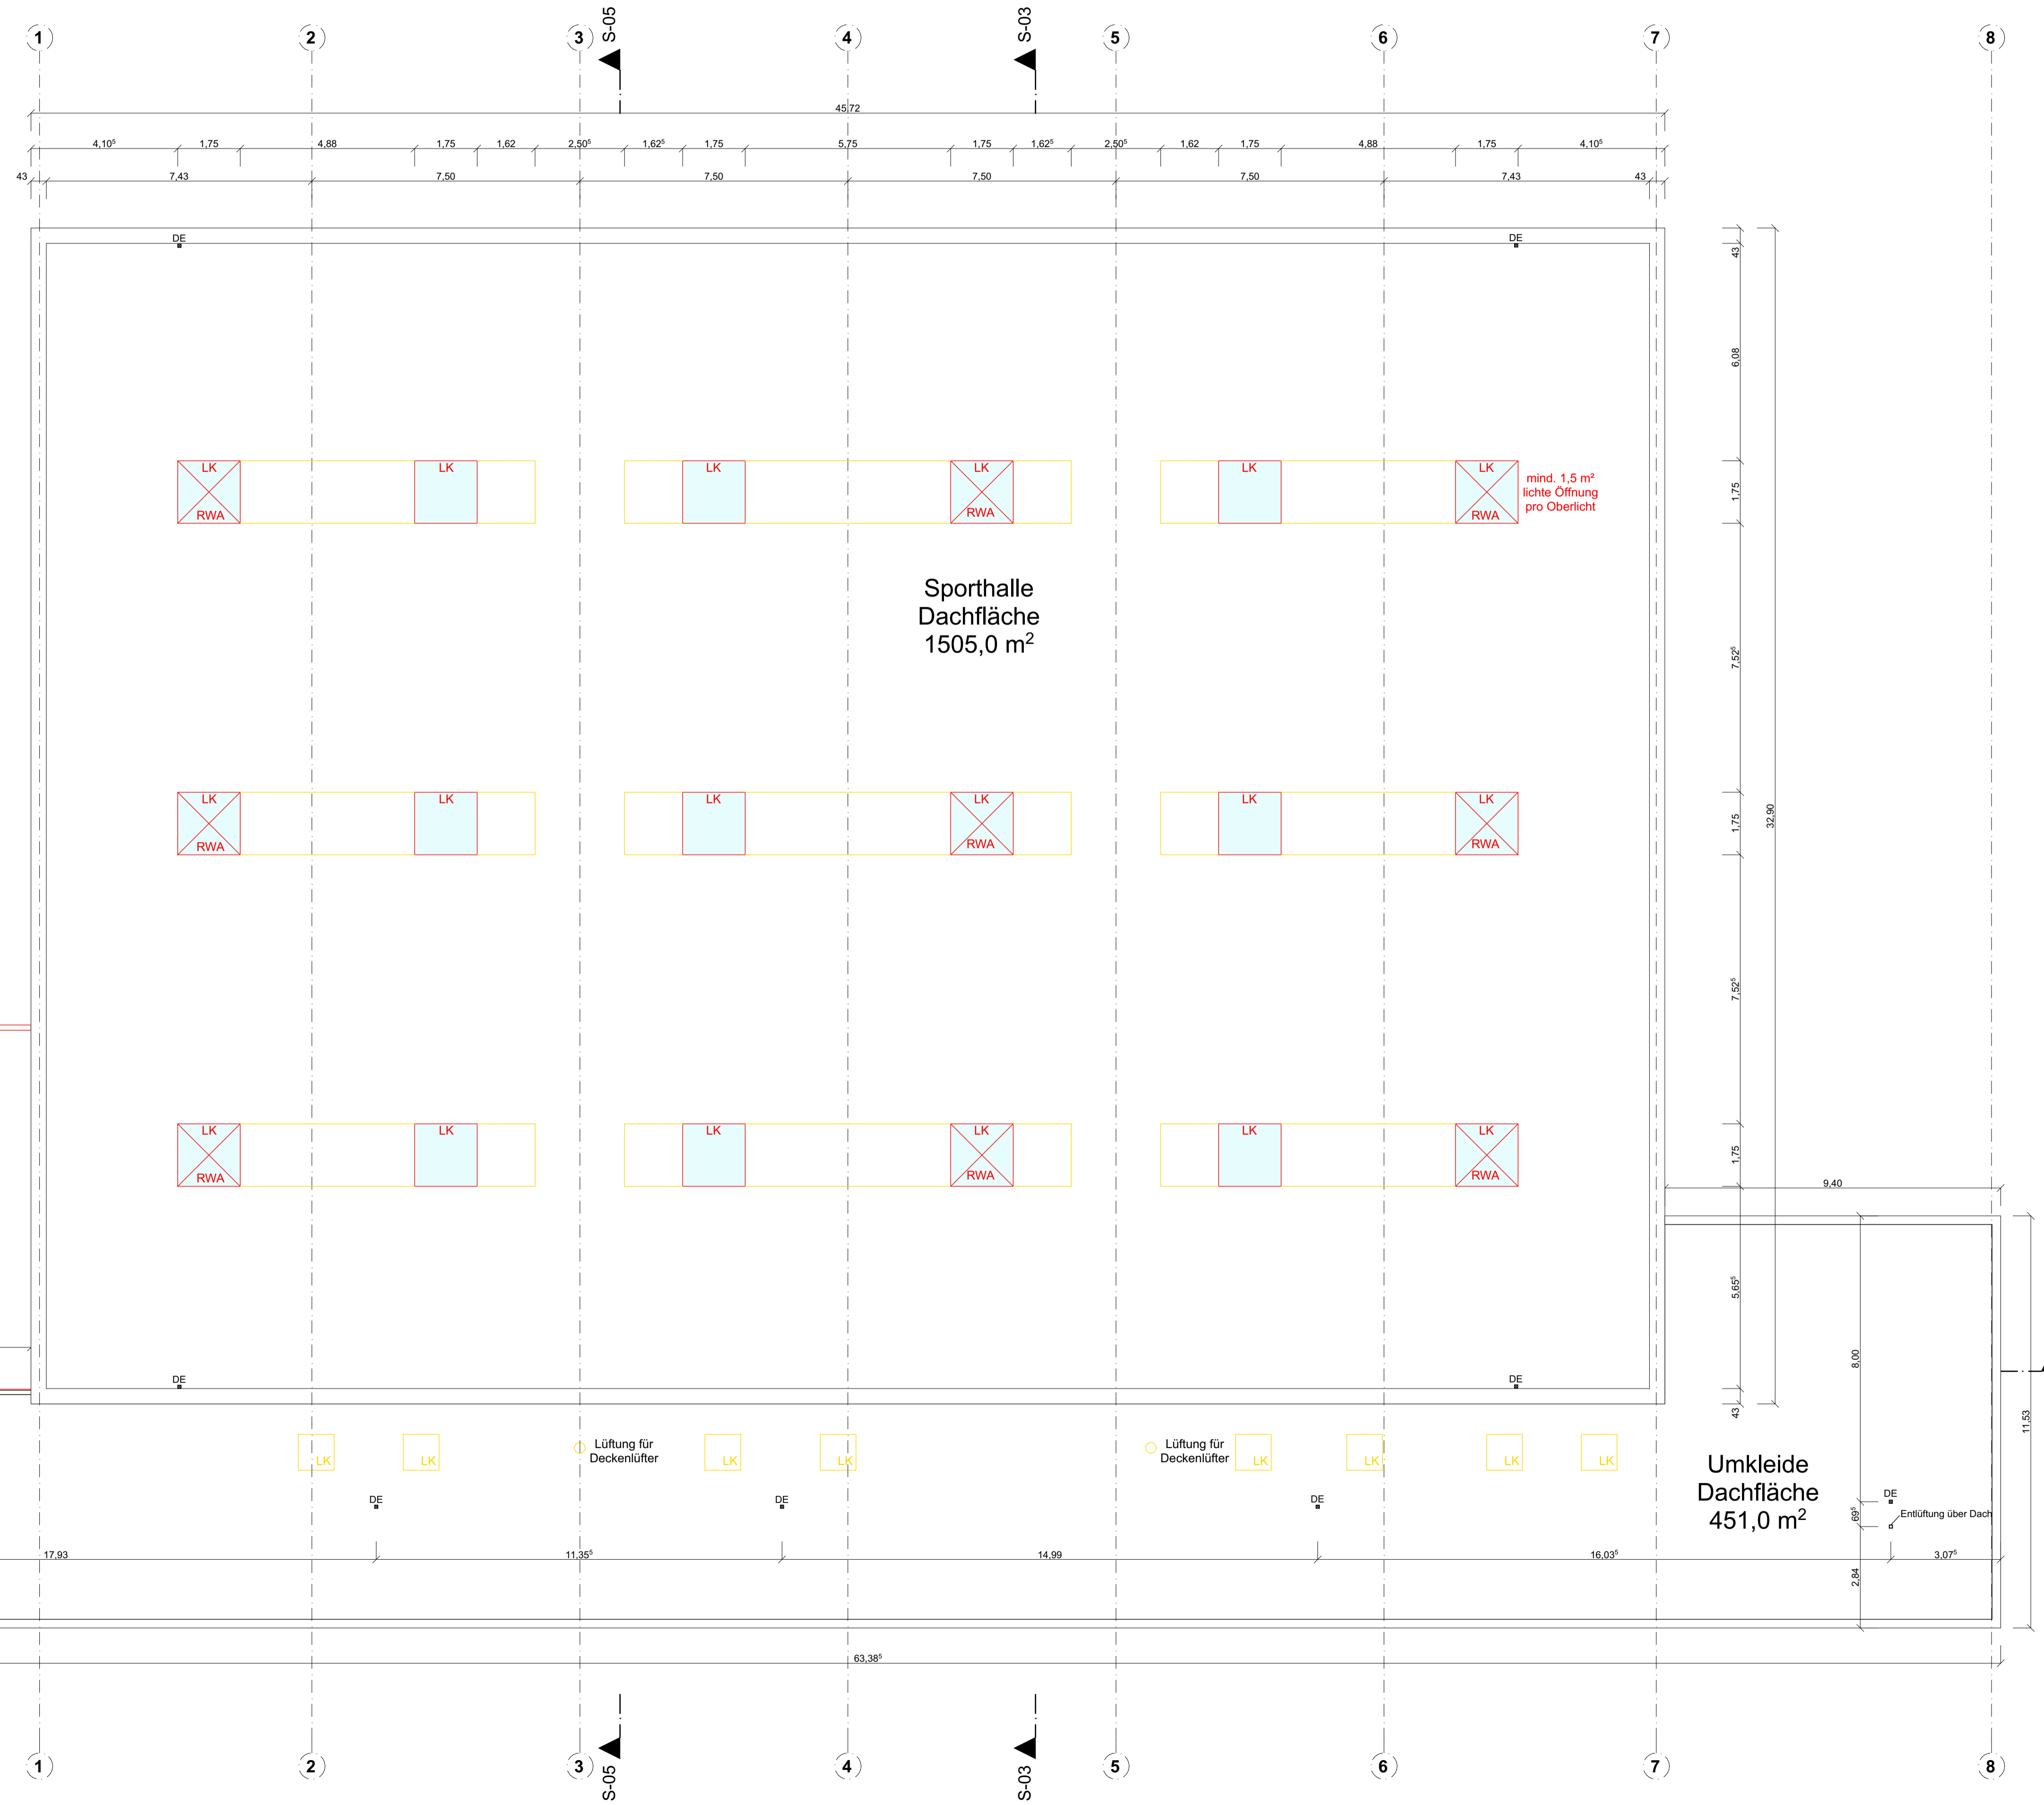 S-05
S-03
1
2
3
4
5
6
7
8
45,72
4,10⁵
1,75
4,88
1,75
1,62
2,50⁵
1,62⁵
1,75
5,75
1,75
1,62⁵
2,50⁵
1,62
1,75
4,88
1,75
4,10⁵
43
7,43
7,50
7,50
7,50
7,50
7,43
43
DE
DE
43
6,08
LK
LK
LK
LK
LK
LK
RWA
RWA
RWA
mind. 1,5 m²
lichte Öffnung
pro Oberlicht
1,75
Sporthalle
Dachfläche
1505,0 m²
7,52⁵
LK
LK
LK
LK
LK
LK
RWA
RWA
RWA
1,75
32,90
7,52⁵
LK
LK
LK
LK
LK
LK
RWA
RWA
RWA
1,75
9,40
5,65⁵
8,00
DE
DE
43
11,53
LK
LK
Lüftung für
Deckenlüfter
LK
LK
Lüftung für
Deckenlüfter
LK
LK
LK
LK
Umkleide
Dachfläche
451,0 m²
DE
DE
DE
DE
69⁵
Entlüftung über Dach
17,93
11,35⁵
14,99
16,03⁵
3,07⁵
2,84
63,38⁵
1
2
3
4
5
6
7
8
S-05
S-03